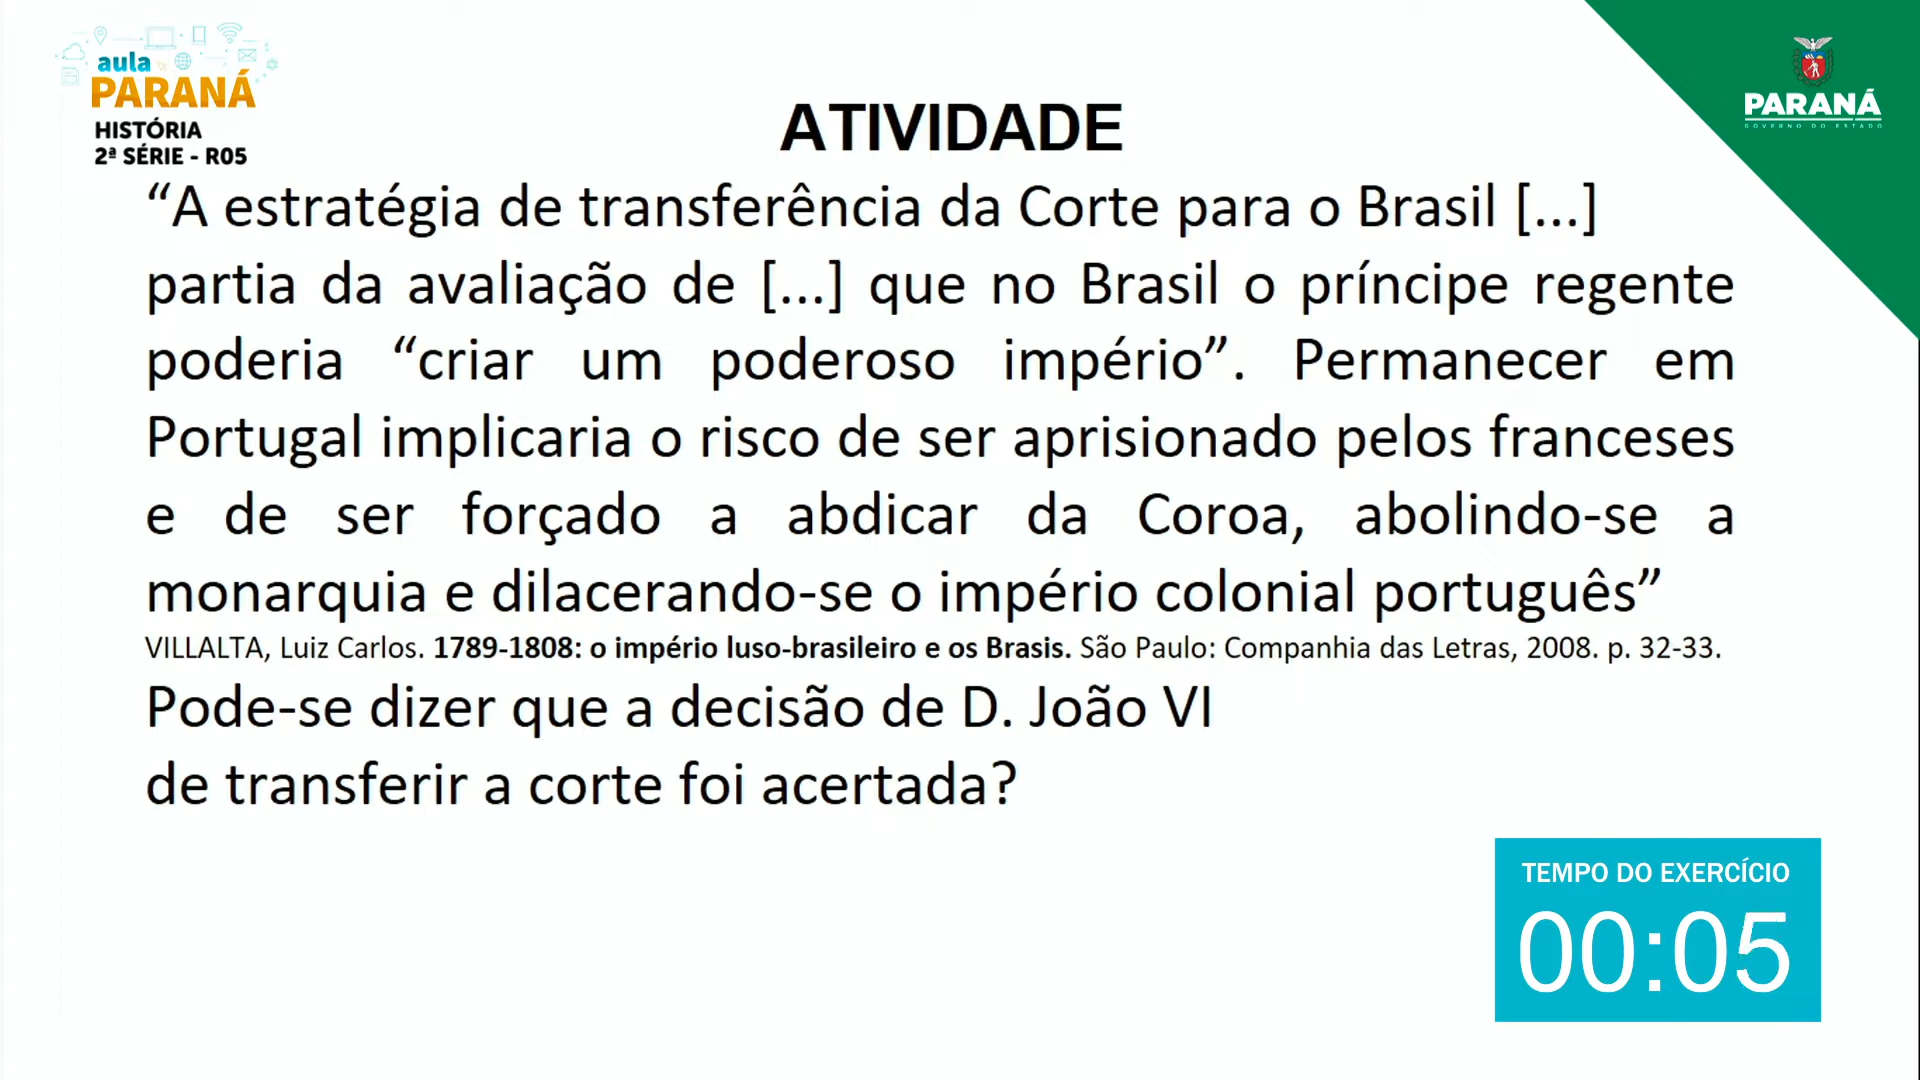 aula
PARANÁ
HISTÓRIA
2ª SÉRIE - R05
PARANÁ
GOVERNO DO ESTADO
ATIVIDADE
“A estratégia de transferência da Corte para o Brasil [...]
partia da avaliação de [...] que no Brasil o príncipe regente
poderia “criar um poderoso império”. Permanecer em
Portugal implicaria o risco de ser aprisionado pelos franceses
e de ser forçado a abdicar da Coroa, abolindo-se a
monarquia e dilacerando-se o império colonial português”
VILLALTA, Luiz Carlos. 1789-1808: o império luso-brasileiro e os Brasis. São Paulo: Companhia das Letras, 2008. p. 32-33.
Pode-se dizer que a decisão de D. João VI
de transferir a corte foi acertada?
TEMPO DO EXERCÍCIO
00:05